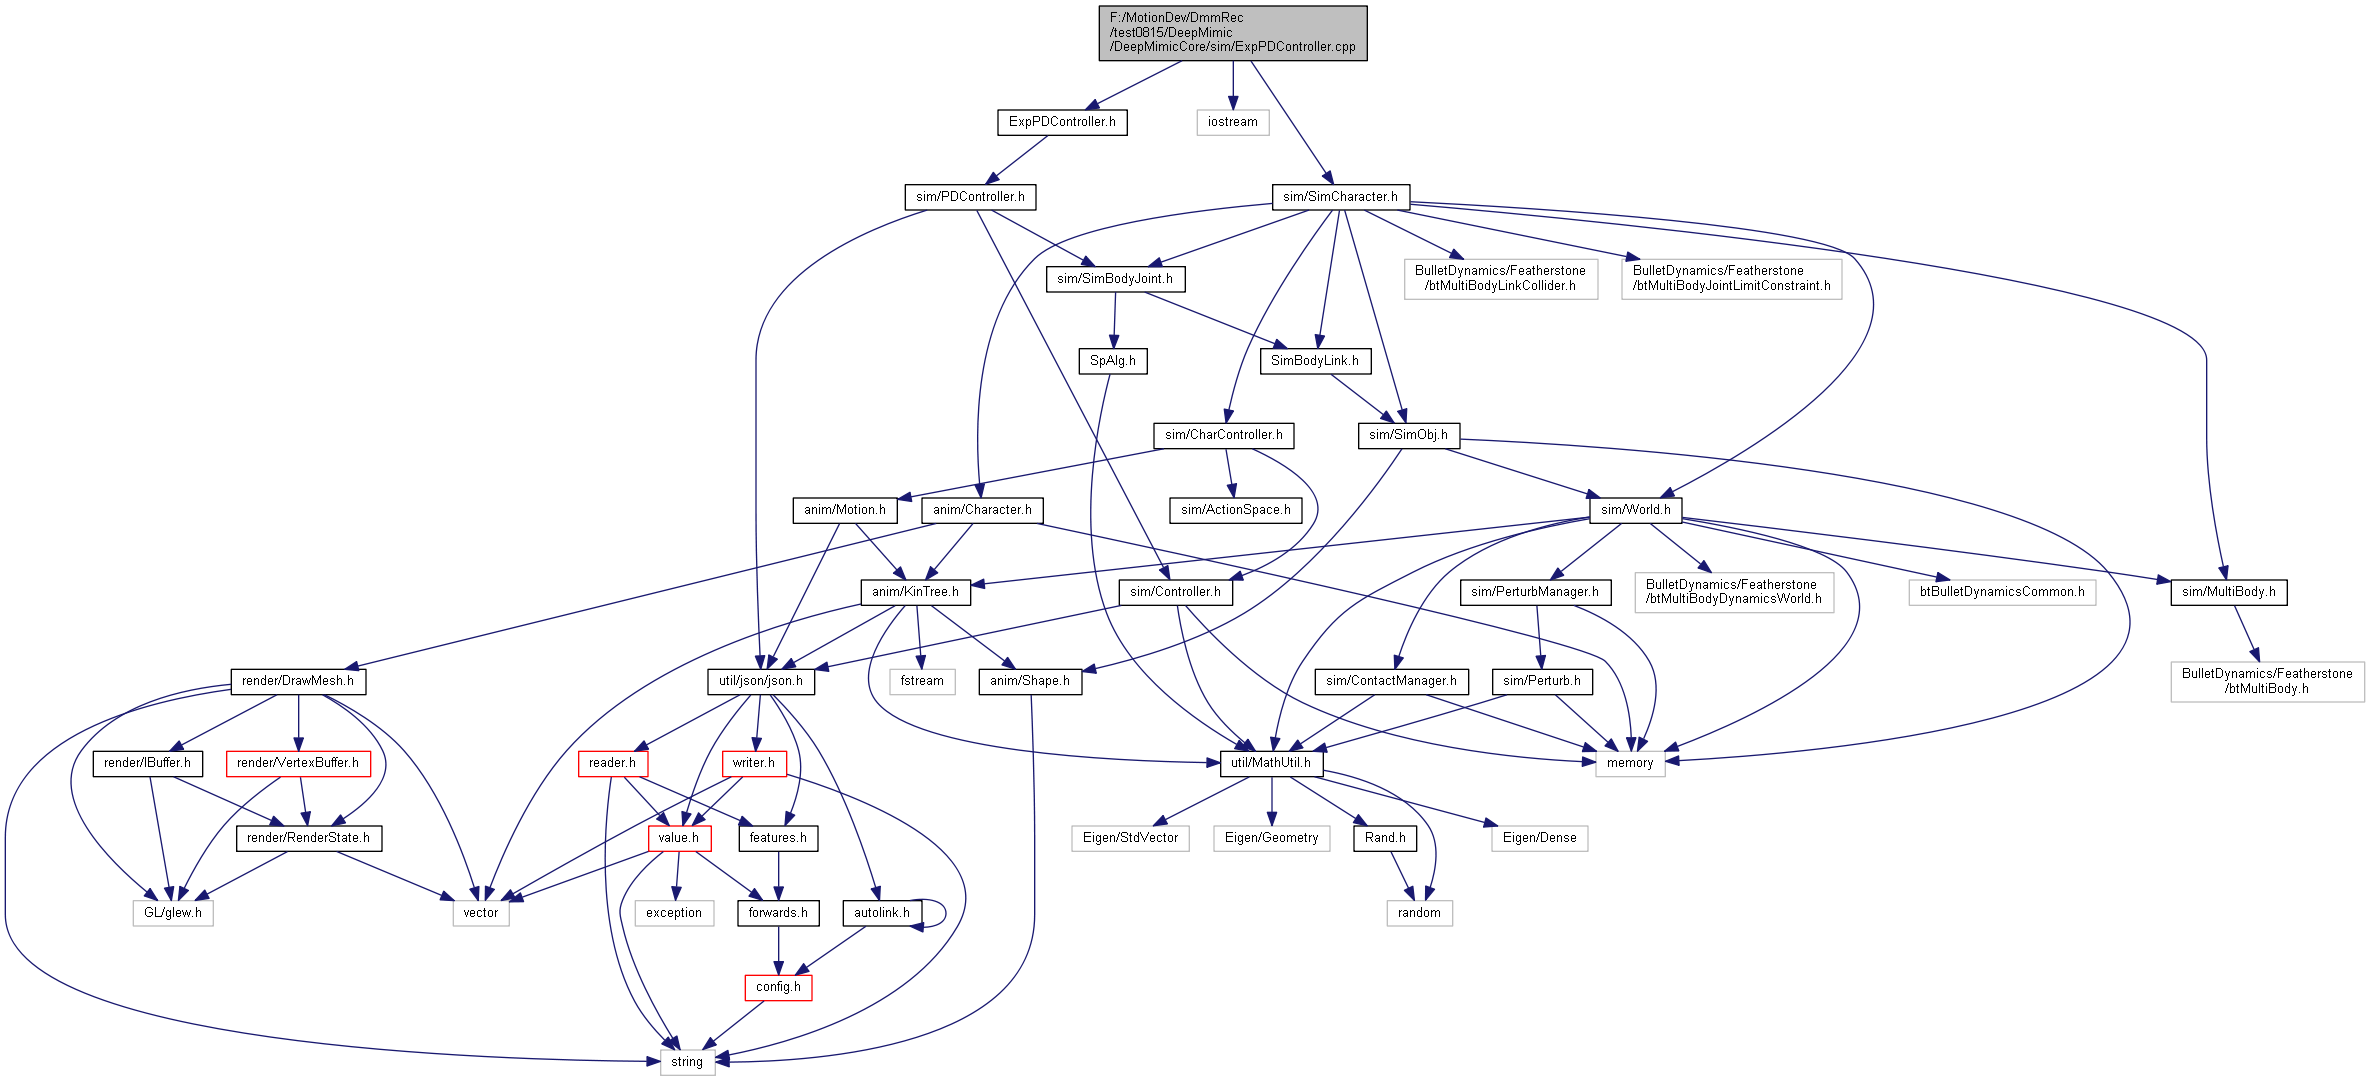 F:/MotionDev/DmmRec
/test0815/DeepMimic
/DeepMimicCore/sim/ExpPDController.cpp
ExpPDController.h
iostream
sim/PDController.h
sim/SimCharacter.h
sim/SimBodyJoint.h
BulletDynamics/Featherstone
/btMultiBodyLinkCollider.h
BulletDynamics/Featherstone
/btMultiBodyJointLimitConstraint.h
SpAlg.h
SimBodyLink.h
sim/CharController.h
sim/SimObj.h
anim/Motion.h
anim/Character.h
sim/ActionSpace.h
sim/World.h
anim/KinTree.h
sim/Controller.h
sim/PerturbManager.h
BulletDynamics/Featherstone
/btMultiBodyDynamicsWorld.h
btBulletDynamicsCommon.h
sim/MultiBody.h
render/DrawMesh.h
util/json/json.h
fstream
anim/Shape.h
sim/ContactManager.h
sim/Perturb.h
BulletDynamics/Featherstone
/btMultiBody.h
render/IBuffer.h
render/VertexBuffer.h
reader.h
writer.h
util/MathUtil.h
memory
render/RenderState.h
value.h
features.h
Eigen/StdVector
Eigen/Geometry
Rand.h
Eigen/Dense
GL/glew.h
vector
exception
forwards.h
autolink.h
random
config.h
string